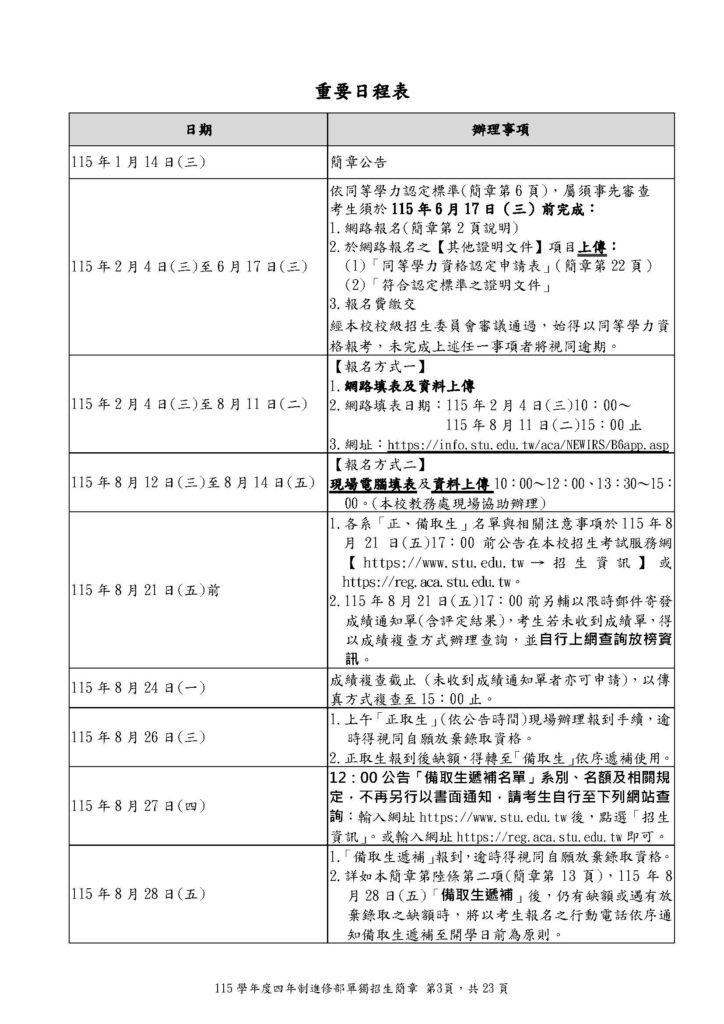 重要日程表
日期
辦理事項
115 年 1 月 14 日(三)
簡章公告
115 年 2 月 4 日(三)至 6 月 17 日(三)
依同等學力認定標準(簡章第 6 頁)，屬須事先審查
考生須於 115 年 6 月 17 日（三）前完成：
1.網路報名(簡章第 2 頁說明)
2.於網路報名之【其他證明文件】項目上傳：
(1)「同等學力資格認定申請表」(簡章第 22 頁)
(2)「符合認定標準之證明文件」
3.報名費繳交
經本校校級招生委員會審議通過，始得以同等學力資
格報考，未完成上述任一事項者將視同逾期。
115 年 2 月 4 日(三)至 8 月 11 日(二)
【報名方式一】
1.網路填表及資料上傳
2.網路填表日期：115 年 2 月 4 日(三)10：00～
115 年 8 月 11 日(二)15：00 止
3.網址：https://info.stu.edu.tw/aca/NEWIRS/B6app.asp
115 年 8 月 12 日(三)至 8 月 14 日(五)
【報名方式二】
現場電腦填表及資料上傳 10：00～12：00、13：30～15：
00。(本校教務處現場協助辦理)
115 年 8 月 21 日(五)前
1.各系「正、備取生」名單與相關注意事項於 115 年 8
月 21 日(五)17：00 前公告在本校招生考試服務網
【 https://www.stu.edu.tw → 招 生 資 訊 】 或
https://reg.aca.stu.edu.tw。
2.115 年 8 月 21 日(五)17：00 前另輔以限時郵件寄發
成績通知單(含評定結果)，考生若未收到成績單，得
以成績複查方式辦理查詢，並自行上網查詢放榜資
訊。
115 年 8 月 24 日(一)
成績複查截止（未收到成績通知單者亦可申請)，以傳
真方式複查至 15：00 止。
115 年 8 月 26 日(三)
1.上午「正取生」(依公告時間)現場辦理報到手續，逾
時得視同自願放棄錄取資格。
2.正取生報到後缺額，得轉至「備取生」依序遞補使用。
115 年 8 月 27 日(四)
12：00 公告「備取生遞補名單」系別、名額及相關規
定，不再另行以書面通知，請考生自行至下列網站查
詢：輸入網址 https://www.stu.edu.tw 後，點選「招生
資訊」。或輸入網址 https://reg.aca.stu.edu.tw 即可。
115 年 8 月 28 日(五)
1.「備取生遞補」報到，逾時得視同自願放棄錄取資格。
2.詳如本簡章第陸條第二項(簡章第 13 頁)，115 年 8
月 28 日(五)「備取生遞補」後，仍有缺額或遇有放
棄錄取之缺額時，將以考生報名之行動電話依序通
知備取生遞補至開學日前為原則。
115 學年度四年制進修部單獨招生簡章 第3頁，共 23 頁